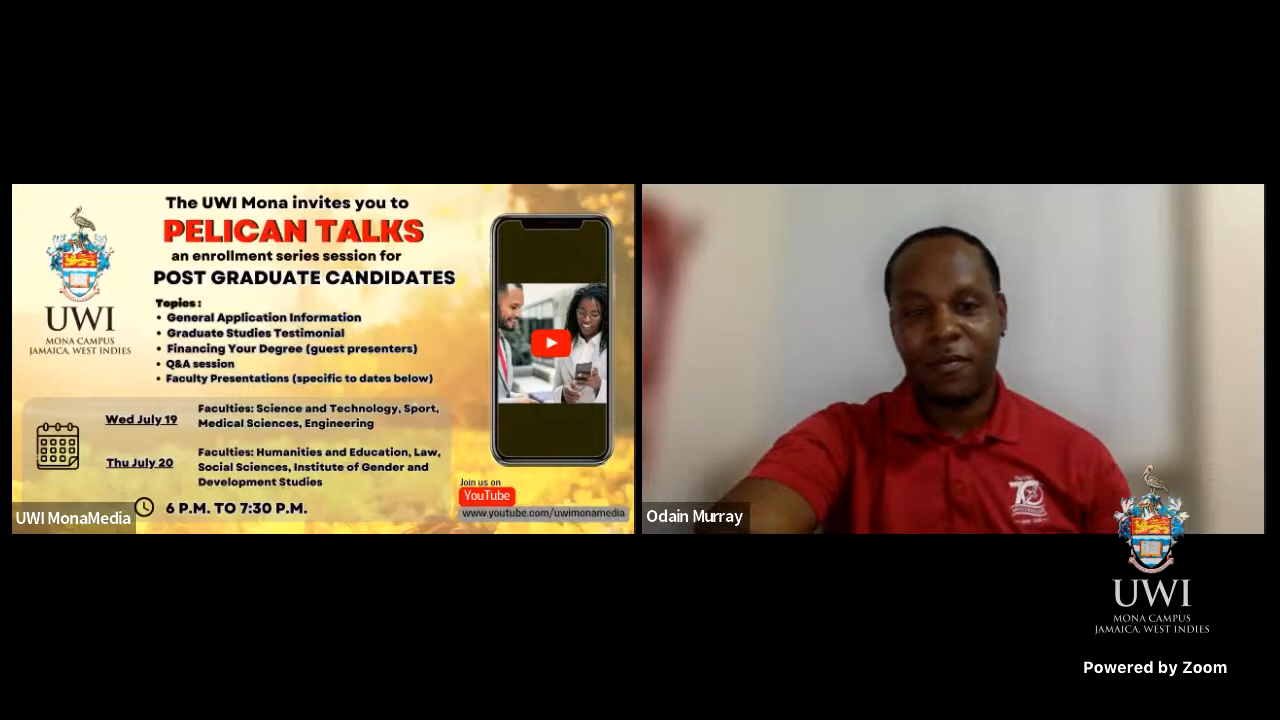 The UWI Mona invites you to
PELICAN TALKS
an enrollment series session for
POST GRADUATE CANDIDATES
Topics :
• General Application Information
• Graduate Studies Testimonial
• Financing Your Degree (guest presenters)
• Q&A session
• Faculty Presentations (specific to dates below)
UWI
MONA CAMPUS
JAMAICA, WEST INDIES
Wed July 19
Faculties: Science and Technology, Sport,
Medical Sciences, Engineering
Thu July 20
Faculties: Humanities and Education, Law,
Social Sciences, Institute of Gender and
Development Studies
6 P.M. TO 7:30 P.M.
Join us on
YouTube
www.youtube.com/uwimonamedia
UWI MonaMedia
Odain Murray
70
UWI
MONA CAMPUS
JAMAICA, WEST INDIES
Powered by Zoom